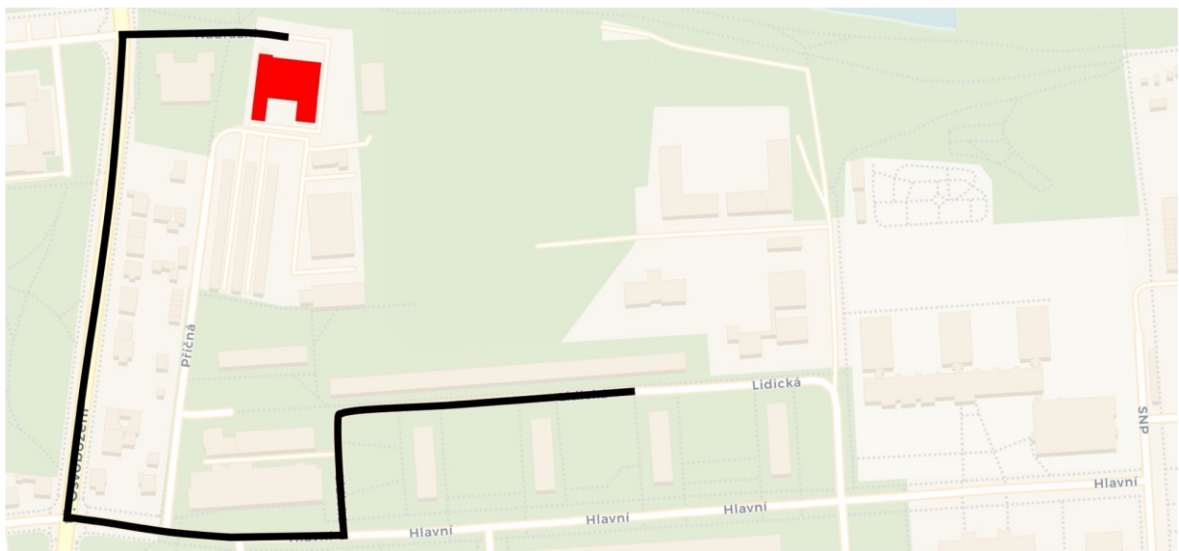 Příčná
Lidická
Osvobození
SNP
Hlavní
Hlavní
Hlavní
Hlavní